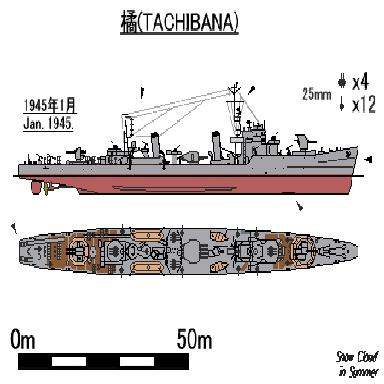 橘(TACHIBANA)
1945年1月
Jan. 1945.
25mm
x4
x12
0m 50m
Snow Cloud
in Summer